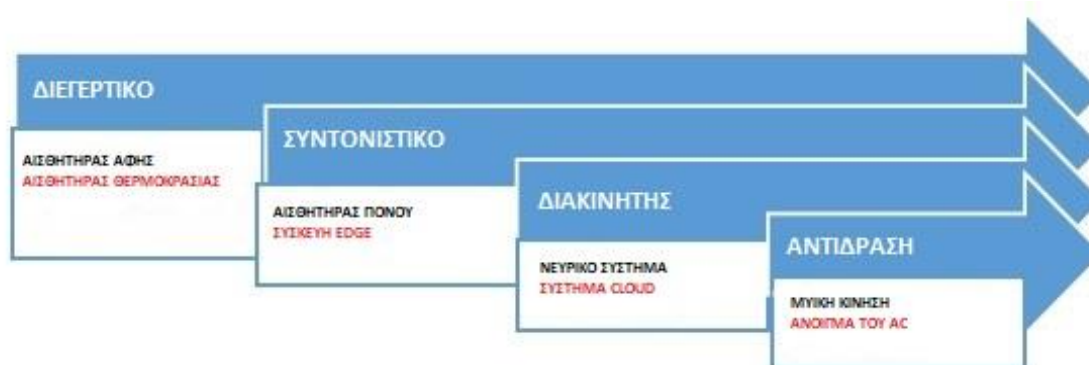 ΔΙΕΓΕΡΤΙΚΟ
ΑΙΣΘΗΤΗΡΑΣ ΑΦΗΣ
ΑΙΣΘΗΤΗΡΑΣ ΘΕΡΜΟΚΡΑΣΙΑΣ
ΣΥΝΤΟΝΙΣΤΙΚΟ
ΑΙΣΘΗΤΗΡΑΣ ΠΟΝΟΥ
ΣΥΣΚΕΥΗ EDGE
ΔΙΑΚΙΝΗΤΗΣ
ΝΕΥΡΙΚΟ ΣΥΣΤΗΜΑ
ΣΥΣΤΗΜΑ CLOUD
ΑΝΤΙΔΡΑΣΗ
ΜΥΙΚΗ ΚΙΝΗΣΗ
ΑΝΟΙΓΜΑ ΤΟΥ AC